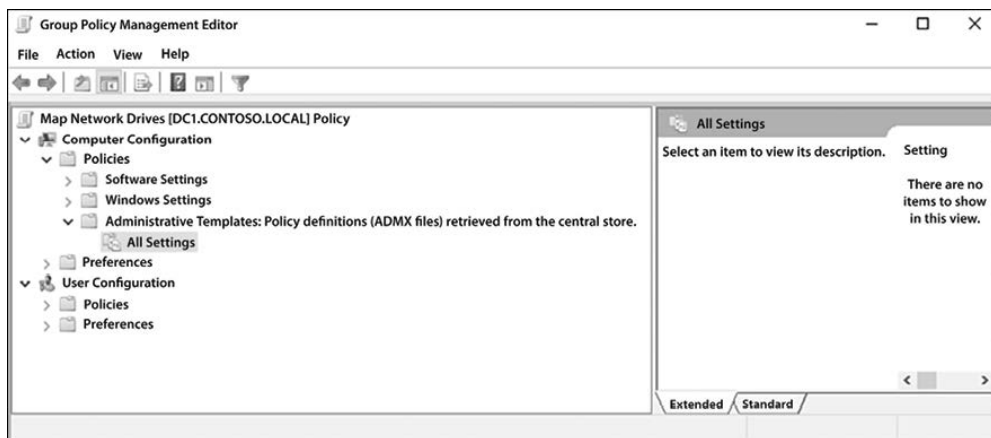 Group Policy Management Editor
File Action View Help
Map Network Drives [DC1.CONTOSO.LOCAL] Policy
Computer Configuration
Policies
Software Settings
Windows Settings
Administrative Templates: Policy definitions (ADMX files) retrieved from the central store.
All Settings
Preferences
User Configuration
Policies
Preferences
All Settings
Select an item to view its description.
Setting
There are no
items to show
in this view.
Extended Standard